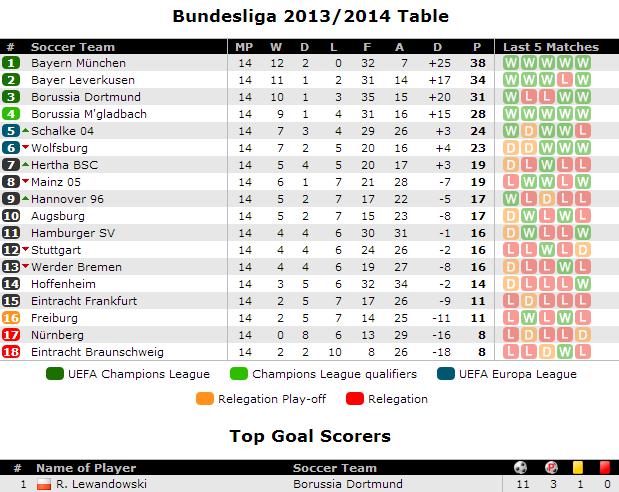 Bundesliga 2013/2014 Table
# Soccer Team MP W D L F A D P Last 5 Matches
1 Bayern München 14 12 2 0 32 7 +25 38 W W W W W
2 Bayer Leverkusen 14 11 1 2 31 14 +17 34 W W W L W
3 Borussia Dortmund 14 10 1 3 35 15 +20 31 W L L W W
4 Borussia M'gladbach 14 9 1 4 31 16 +15 28 W W W W W
5 Schalke 04 14 7 3 4 29 26 +3 24 W D W W L
6 Wolfsburg 14 7 2 5 20 16 +4 23 D D W W W
7 Hertha BSC 14 5 4 5 20 17 +3 19 D L W L L
8 Mainz 05 14 6 1 7 21 28 -7 19 L W W L W
9 Hannover 96 14 5 2 7 17 22 -5 17 W L D L L
10 Augsburg 14 5 2 7 15 23 -8 17 D W L W W
11 Hamburger SV 14 4 4 6 30 31 -1 16 D W L L W
12 Stuttgart 14 4 4 6 24 26 -2 16 L L W L D
13 Werder Bremen 14 4 4 6 19 27 -8 16 D L L W L
14 Hoffenheim 14 3 5 6 32 34 -2 14 D L L L W
15 Eintracht Frankfurt 14 2 5 7 17 26 -9 11 L D L L L
16 Freiburg 14 2 5 7 14 25 -11 11 L W L W L
17 Nürnberg 14 0 8 6 13 29 -16 8 L D L L D
18 Eintracht Braunschweig 14 2 2 10 8 26 -18 8 L L D W L
UEFA Champions League Champions League qualifiers UEFA Europa League
Relegation Play-off Relegation
Top Goal Scorers
# Name of Player Soccer Team P
1 R. Lewandowski Borussia Dortmund 11 3 1 0